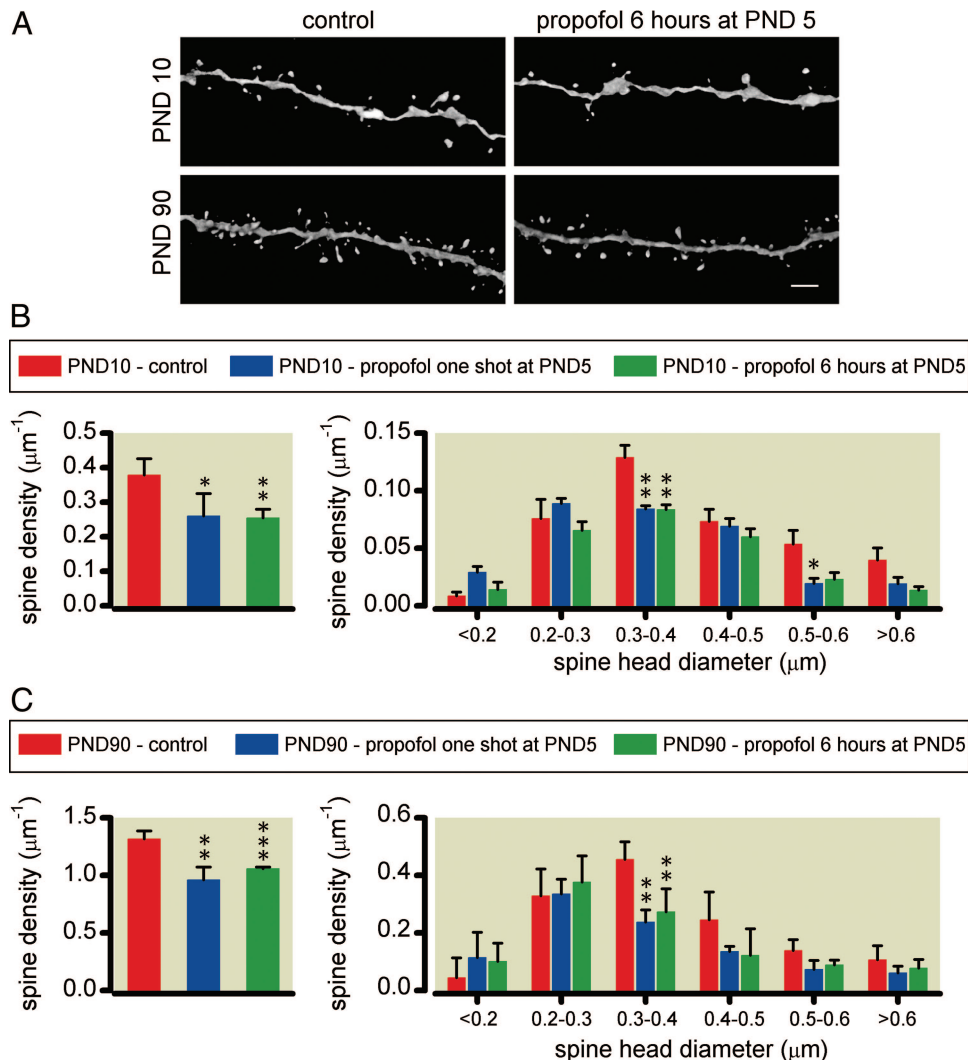 A
control
propofol 6 hours at PND 5
PND 10
PND 90
B
PND10 - control
PND10 - propofol one shot at PND5
PND10 - propofol 6 hours at PND5
spine density (μm⁻¹)
0.5
0.4
0.3
0.2
0.1
0.0
*
**
spine density (μm⁻¹)
0.15
0.10
0.05
0.00
**
**
*
<0.2
0.2-0.3
0.3-0.4
0.4-0.5
0.5-0.6
>0.6
spine head diameter (μm)
C
PND90 - control
PND90 - propofol one shot at PND5
PND90 - propofol 6 hours at PND5
spine density (μm⁻¹)
1.5
1.0
0.5
0.0
**
***
spine density (μm⁻¹)
0.6
0.4
0.2
0.0
**
**
<0.2
0.2-0.3
0.3-0.4
0.4-0.5
0.5-0.6
>0.6
spine head diameter (μm)